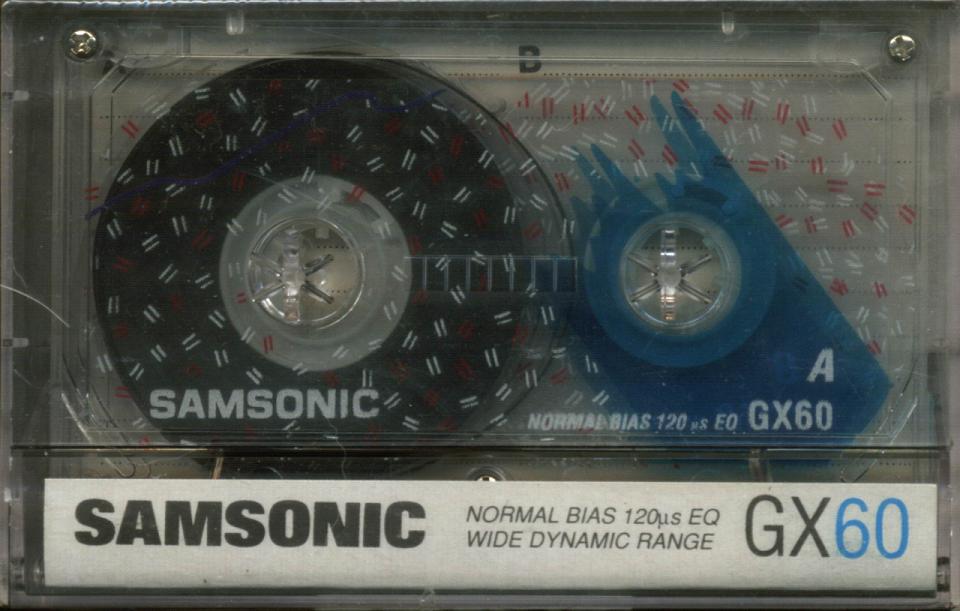 B
A
SAMSONIC
NORMAL BIAS 120 µs EQ GX60
SAMSONIC
NORMAL BIAS 120µs EQ
WIDE DYNAMIC RANGE
GX60